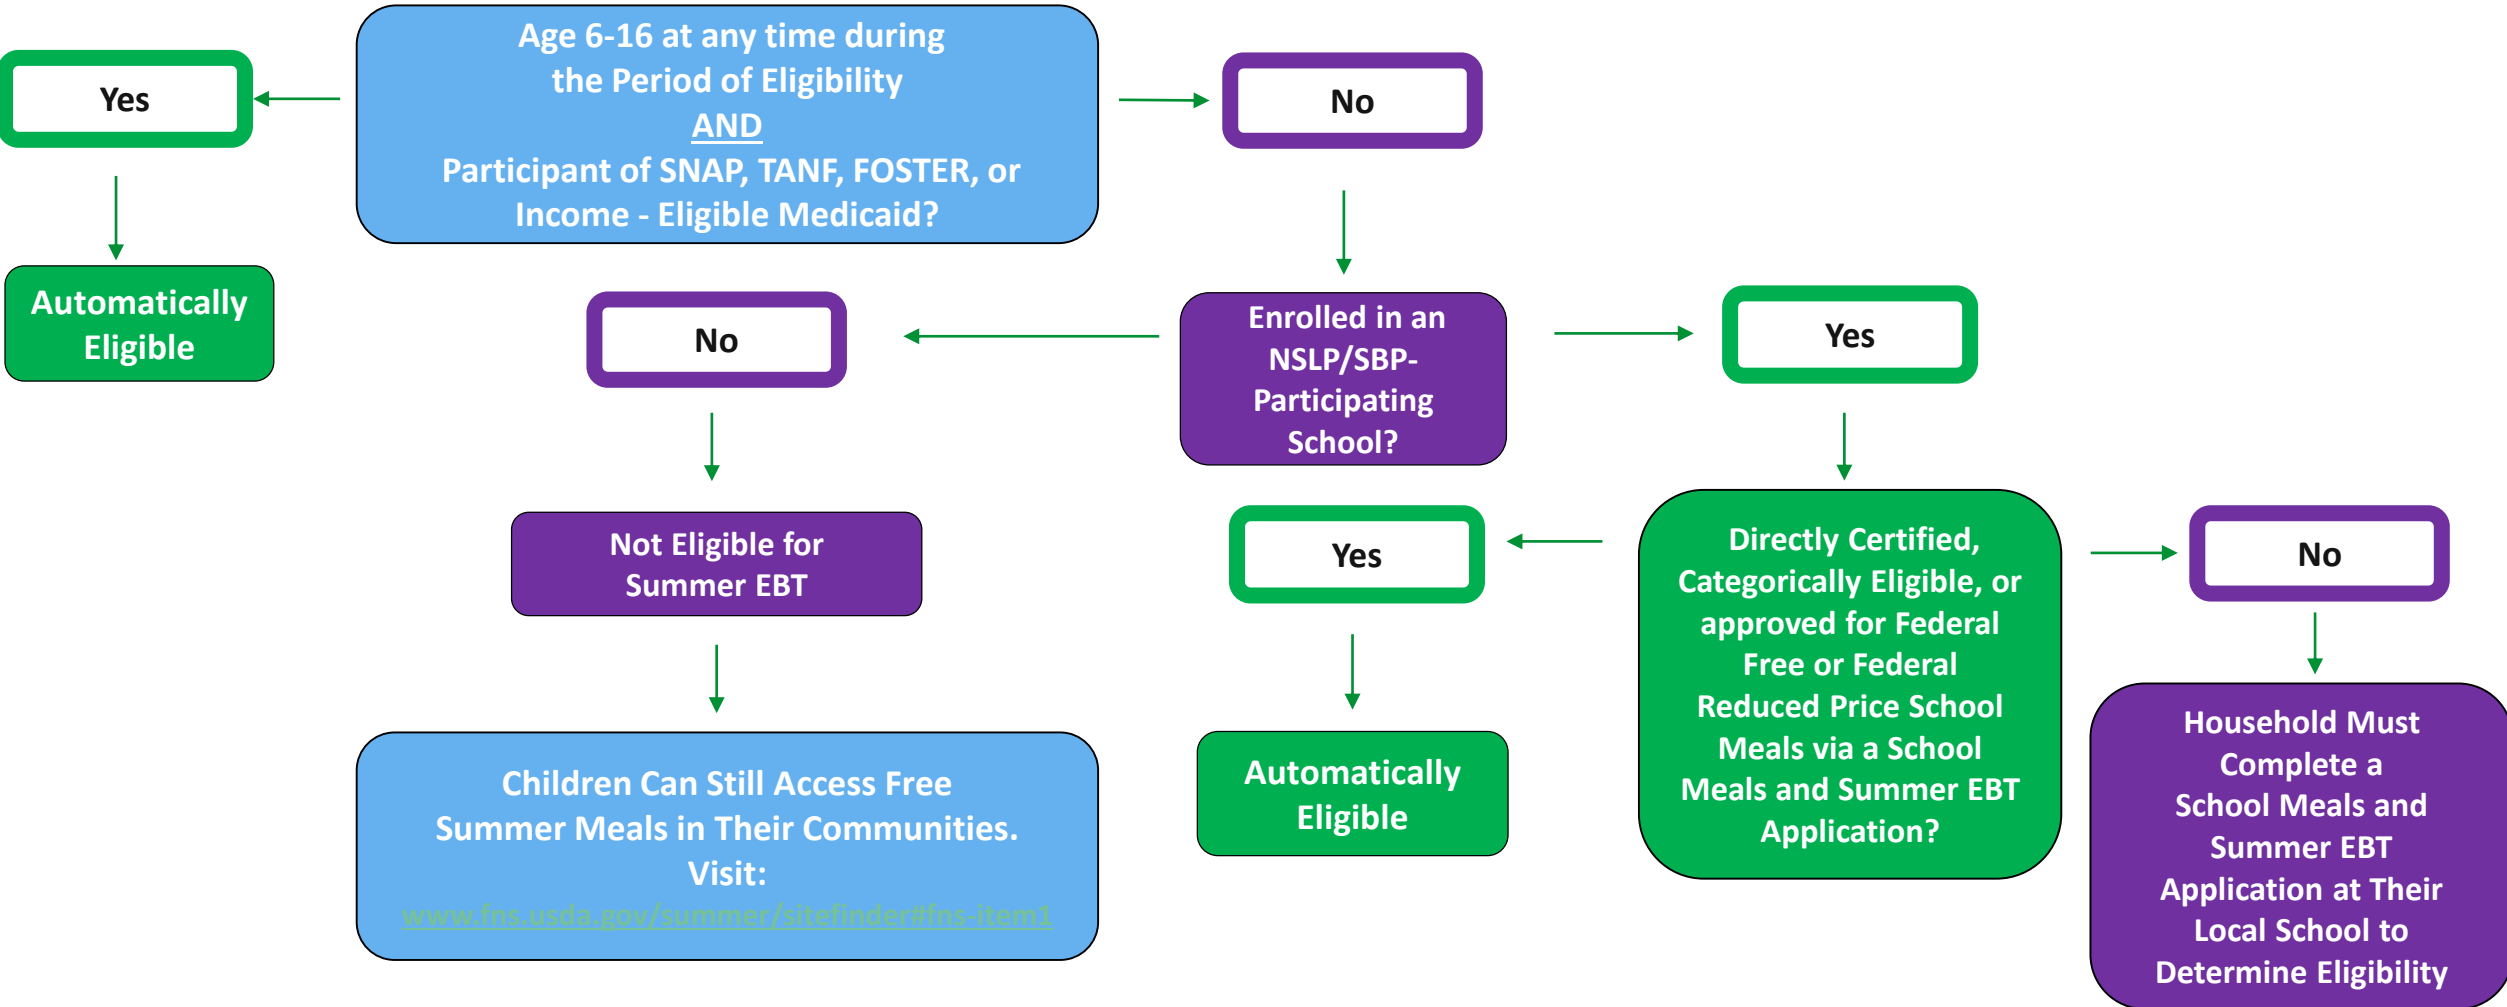 Age 6-16 at any time during
the Period of Eligibility
AND
Participant of SNAP, TANF, FOSTER, or
Income - Eligible Medicaid?
Yes
No
Automatically
Eligible
No
Enrolled in an
NSLP/SBP-
Participating
School?
Yes
Not Eligible for
Summer EBT
Yes
Directly Certified,
Categorically Eligible, or
approved for Federal
Free or Federal
Reduced Price School
Meals via a School
Meals and Summer EBT
Application?
No
Children Can Still Access Free
Summer Meals in Their Communities.
Visit:
www.fns.usda.gov/summer/sitefinder#fns-item1
Automatically
Eligible
Household Must
Complete a
School Meals and
Summer EBT
Application at Their
Local School to
Determine Eligibility